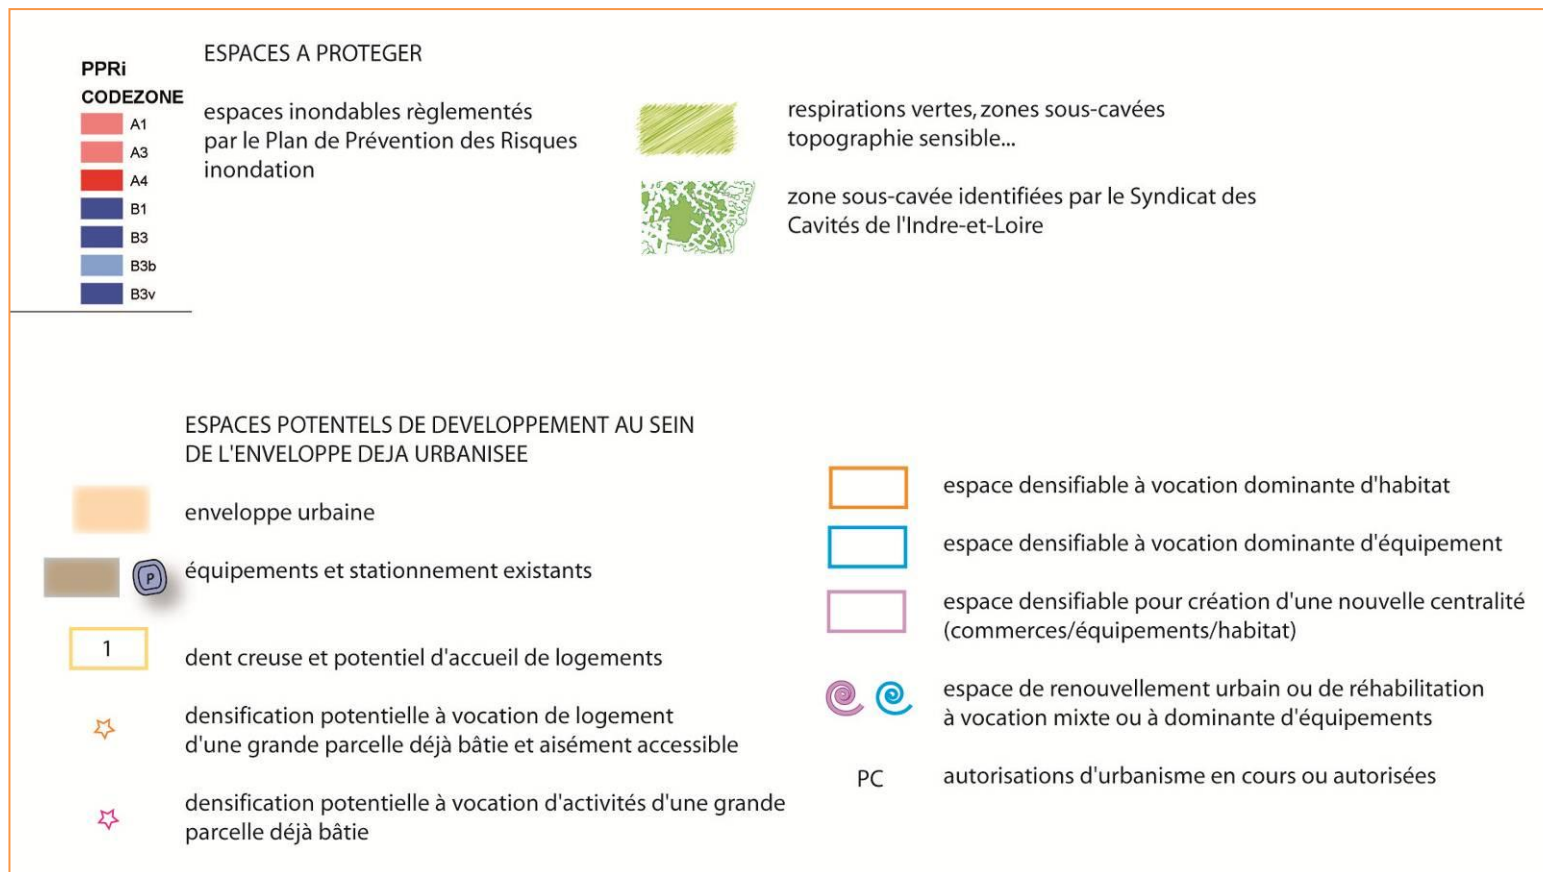 PPRi
CODEZONE
A1
A3
A4
B1
B3
B3b
B3v
ESPACES A PROTEGER
espaces inondables règlementés
par le Plan de Prévention des Risques
inondation
respirations vertes, zones sous-cavées
topographie sensible...
zone sous-cavée identifiées par le Syndicat des
Cavités de l'Indre-et-Loire
ESPACES POTENTELS DE DEVELOPPEMENT AU SEIN
DE L'ENVELOPPE DEJA URBANISEE
enveloppe urbaine
P
équipements et stationnement existants
1
dent creuse et potentiel d'accueil de logements
densification potentielle à vocation de logement
d'une grande parcelle déjà bâtie et aisément accessible
densification potentielle à vocation d'activités d'une grande
parcelle déjà bâtie
espace densifiable à vocation dominante d'habitat
espace densifiable à vocation dominante d'équipement
espace densifiable pour création d'une nouvelle centralité
(commerces/équipements/habitat)
espace de renouvellement urbain ou de réhabilitation
à vocation mixte ou à dominante d'équipements
PC
autorisations d'urbanisme en cours ou autorisées